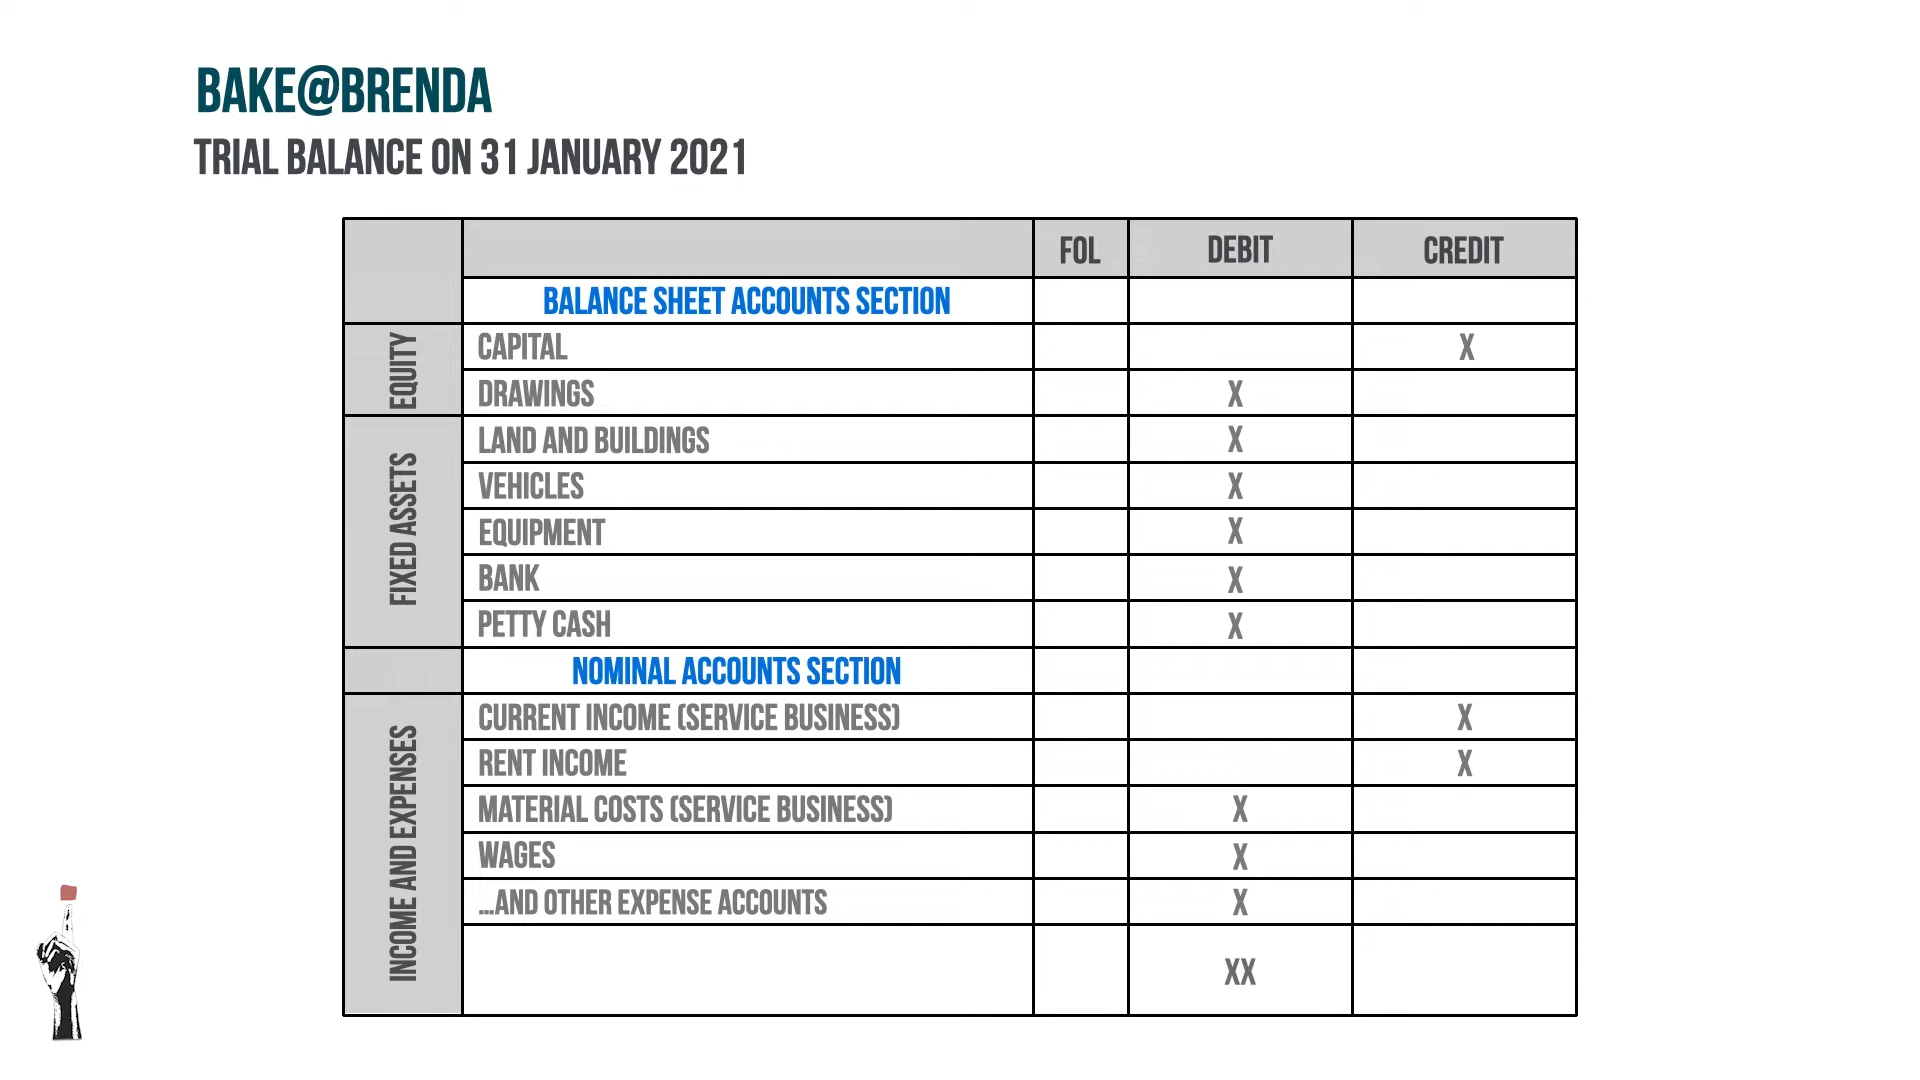 BAKE@BRENDA
TRIAL BALANCE ON 31 JANUARY 2021
FOL DEBIT CREDIT
BALANCE SHEET ACCOUNTS SECTION
EQUITY
CAPITAL X
DRAWINGS X
FIXED ASSETS
LAND AND BUILDINGS X
VEHICLES X
EQUIPMENT X
BANK X
PETTY CASH X
NOMINAL ACCOUNTS SECTION
INCOME AND EXPENSES
CURRENT INCOME (SERVICE BUSINESS) X
RENT INCOME X
MATERIAL COSTS (SERVICE BUSINESS) X
WAGES X
...AND OTHER EXPENSE ACCOUNTS X
XX